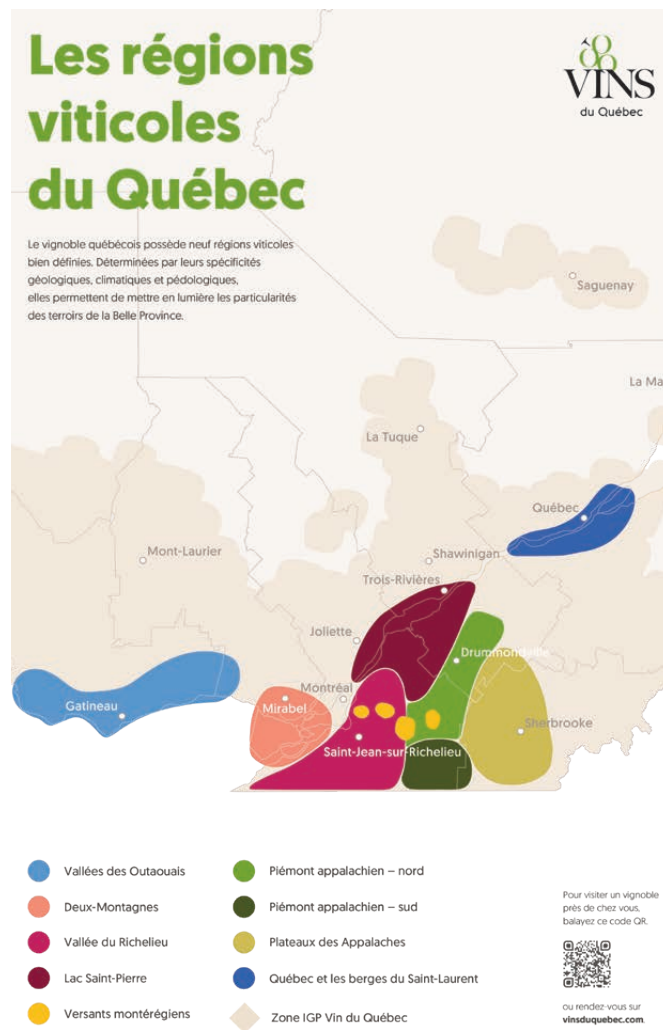 Les régions
viticoles
du Québec
VINS
du Québec
Le vignoble québécois possède neuf régions viticoles
bien définies. Déterminées par leurs spécificités
géologiques, climatiques et pédologiques,
elles permettent de mettre en lumière les particularités
des terroirs de la Belle Province.
Saguenay
La Ma
La Tuque
Québec
Mont-Laurier
Shawinigan
Trois-Rivières
Joliette
Drummondville
Montréal
Gatineau
Mirabel
Sherbrooke
Saint-Jean-sur-Richelieu
Vallées des Outaouais
Deux-Montagnes
Vallée du Richelieu
Lac Saint-Pierre
Versants montérégiens
Piémont appalachien – nord
Piémont appalachien – sud
Plateaux des Appalaches
Québec et les berges du Saint-Laurent
Zone IGP Vin du Québec
Pour visiter un vignoble
près de chez vous,
balayez ce code QR.
ou rendez-vous sur
vinsduquebec.com.